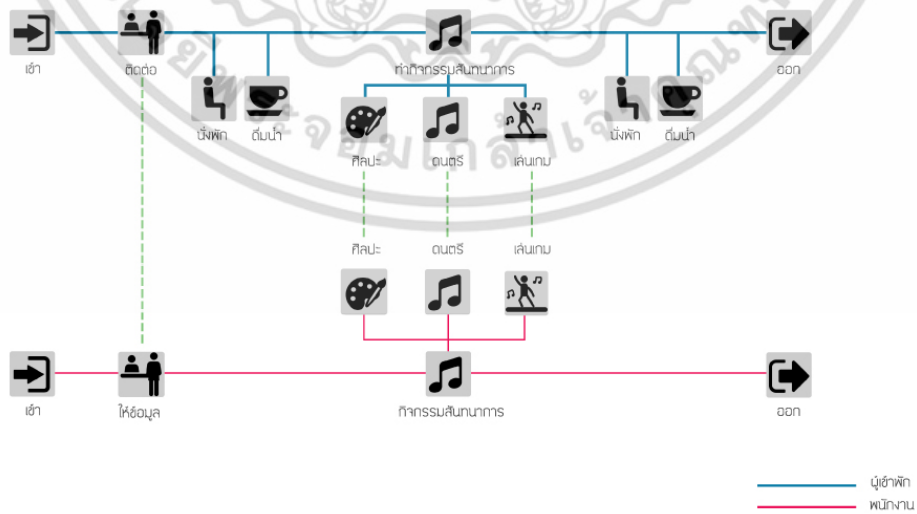 เข้า ติดต่อ ทำกิจกรรมสันทนาการ ออก
นั่งพัก ดื่มน้ำ นั่งพัก ดื่มน้ำ
ศิลปะ ดนตรี เล่นเกม
ศิลปะ ดนตรี เล่นเกม
เข้า ให้ข้อมูล กิจกรรมสันทนาการ ออก
ผู้เข้าพัก
พนักงาน